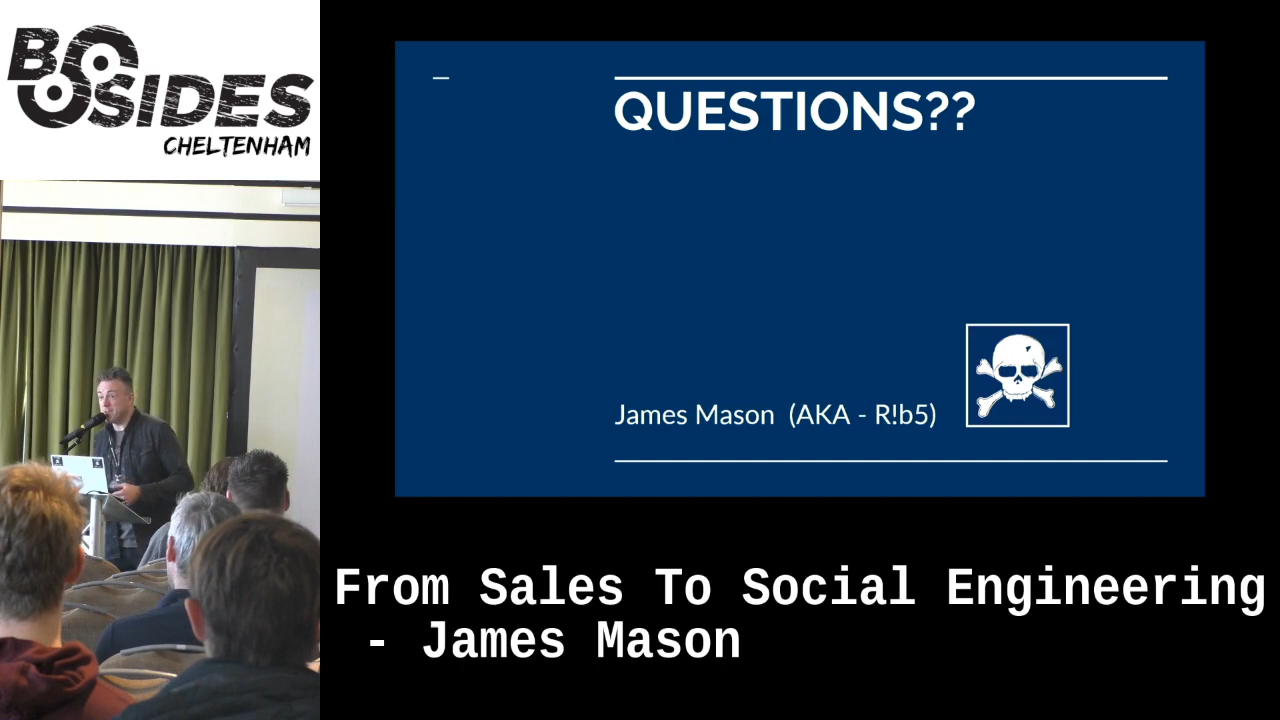 BSIDES
CHELTENHAM
QUESTIONS??
James Mason (AKA - R!b5)
From Sales To Social Engineering
- James Mason